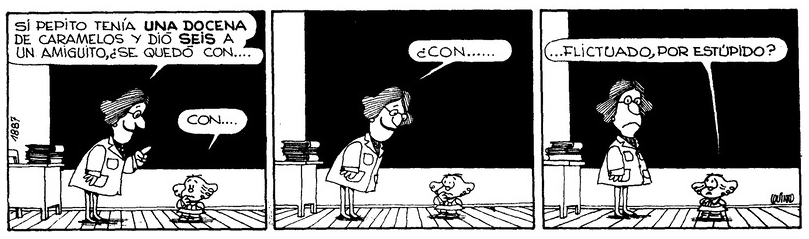 SÍ PEPITO TENÍA UNA DOCENA
DE CARAMELOS Y DIÓ SEIS A
UN AMIGUITO,¿SE QUEDÓ CON....
CON....
1887
¿CON......
...FLICTUADO, POR ESTÚPIDO?
QUINO